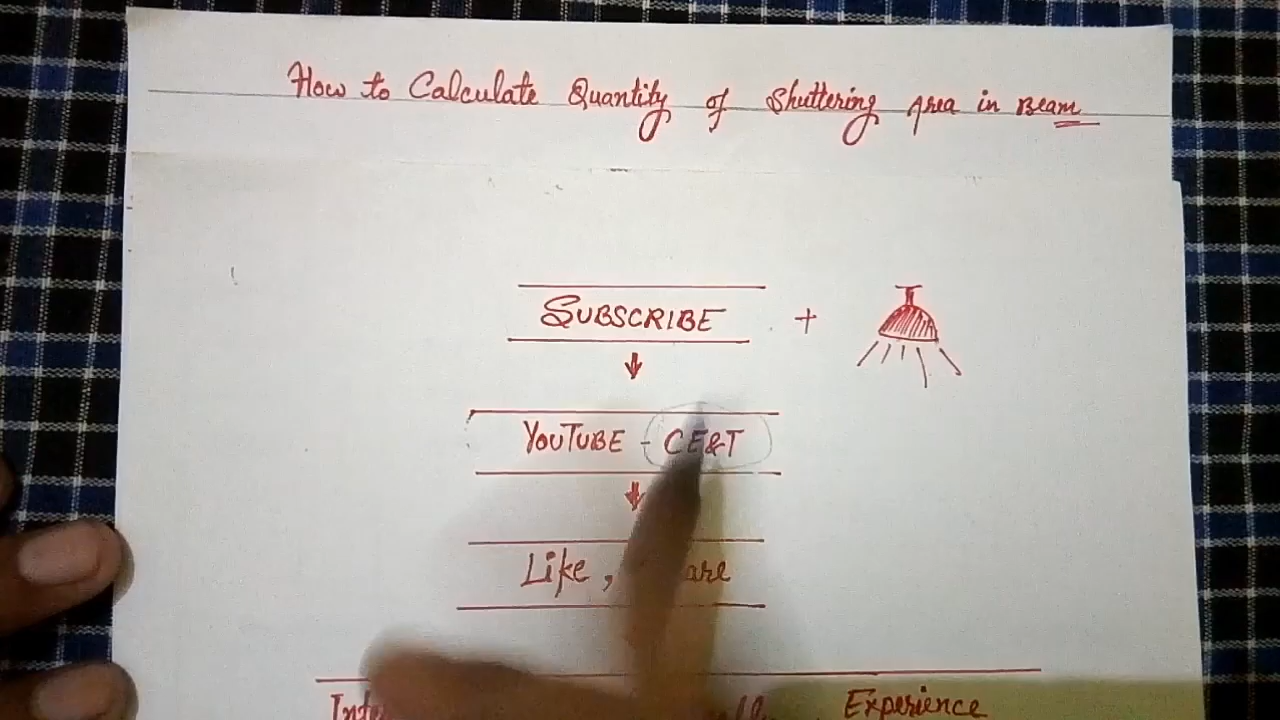 How to Calculate Quantity of Shuttering Area in Beam
SUBSCRIBE +
YOUTUBE - CE&T
Like,
Experience